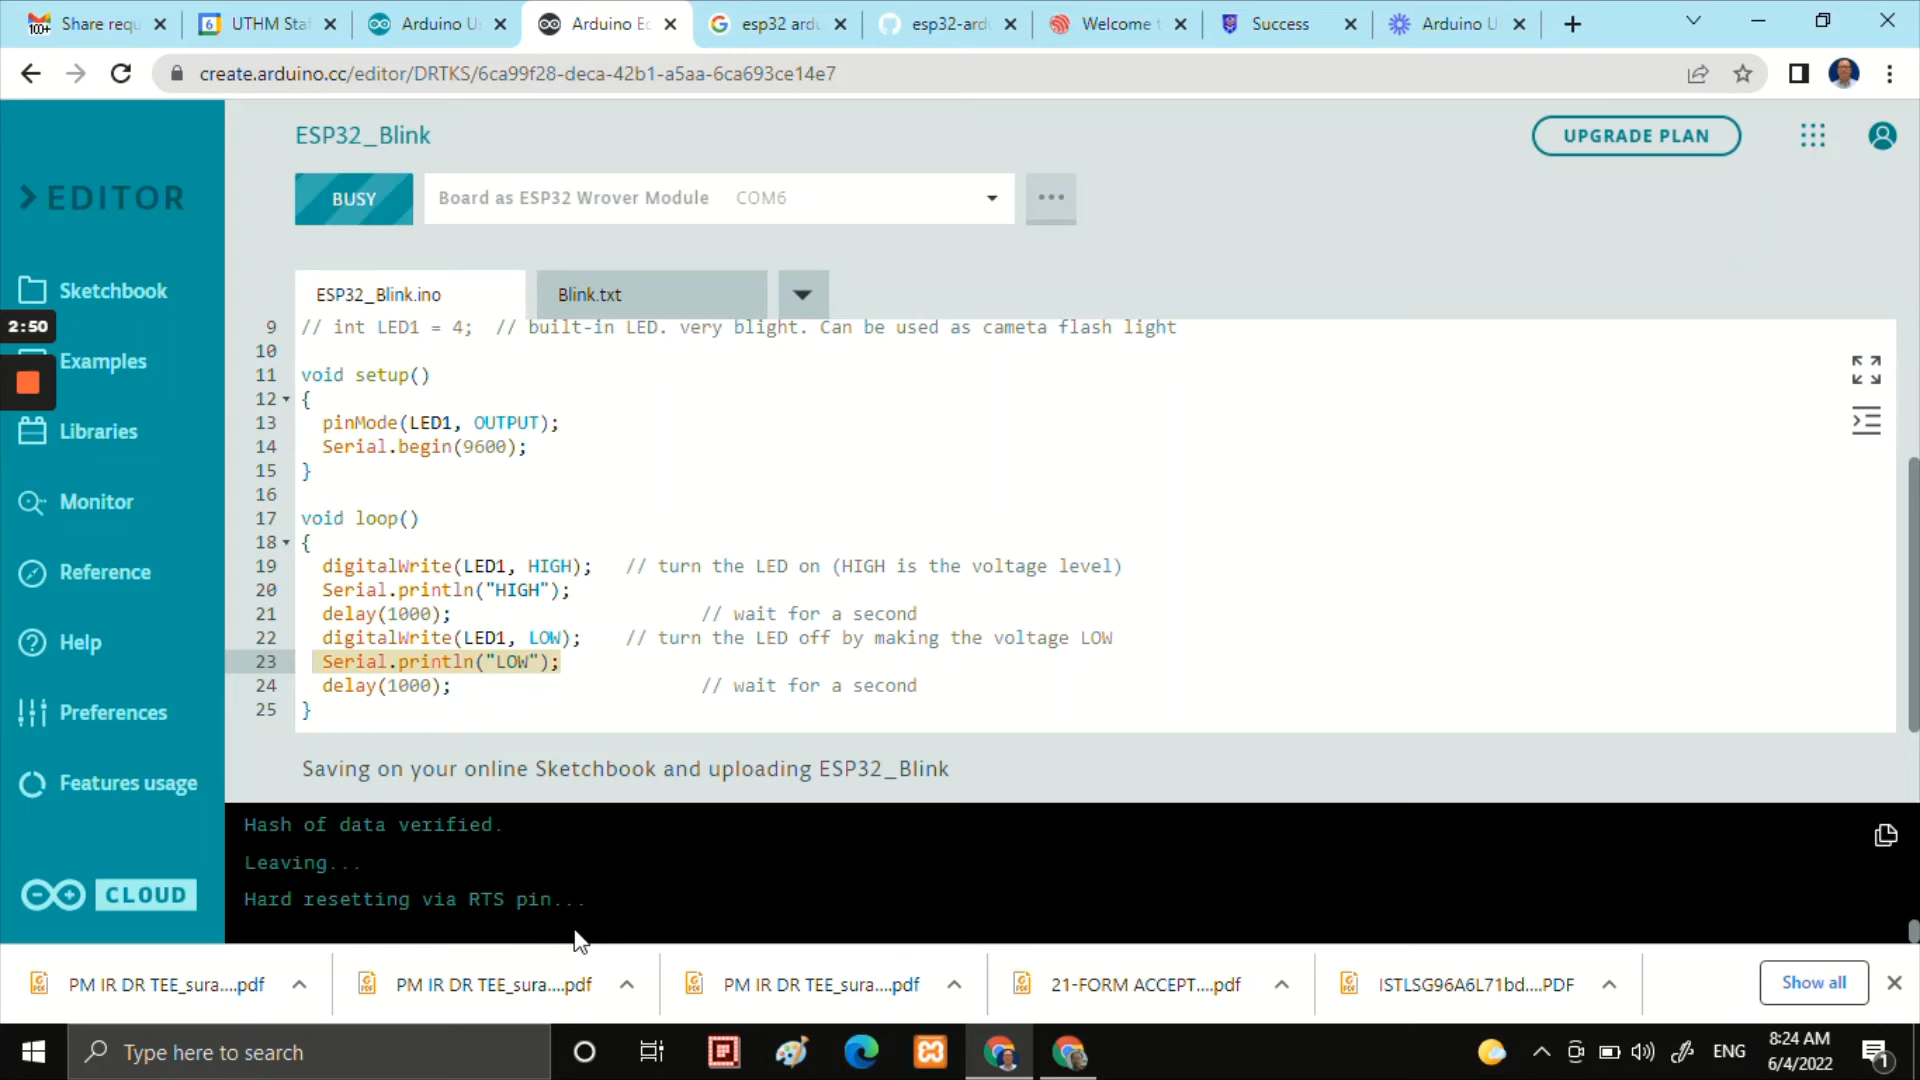 Share requ
UTHM Sta
Arduino U
Arduino Ec
esp32 ardu
esp32-ardu
Welcome t
Success
Arduino U
create.arduino.cc/editor/DRTKS/6ca99f28-deca-42b1-a5aa-6ca693ce14e7
ESP32_Blink
UPGRADE PLAN
EDITOR
BUSY
Board as ESP32 Wrover Module COM6
Sketchbook
2:50
Examples
Libraries
Monitor
Reference
Help
Preferences
Features usage
CLOUD
ESP32_Blink.ino
Blink.txt
9 // int LED1 = 4; // built-in LED. very blight. Can be used as cameta flash light
10
11 void setup()
12 {
13 pinMode(LED1, OUTPUT);
14 Serial.begin(9600);
15 }
16
17 void loop()
18 {
19 digitalWrite(LED1, HIGH); // turn the LED on (HIGH is the voltage level)
20 Serial.println("HIGH");
21 delay(1000); // wait for a second
22 digitalWrite(LED1, LOW); // turn the LED off by making the voltage LOW
23 Serial.println("LOW");
24 delay(1000); // wait for a second
25 }
Saving on your online Sketchbook and uploading ESP32_Blink
Hash of data verified.
Leaving...
Hard resetting via RTS pin...
PM IR DR TEE_sura....pdf
PM IR DR TEE_sura....pdf
PM IR DR TEE_sura....pdf
21-FORM ACCEPT....pdf
ISTLSG96A6L71bd....PDF
Show all
Type here to search
ENG
8:24 AM
6/4/2022
1